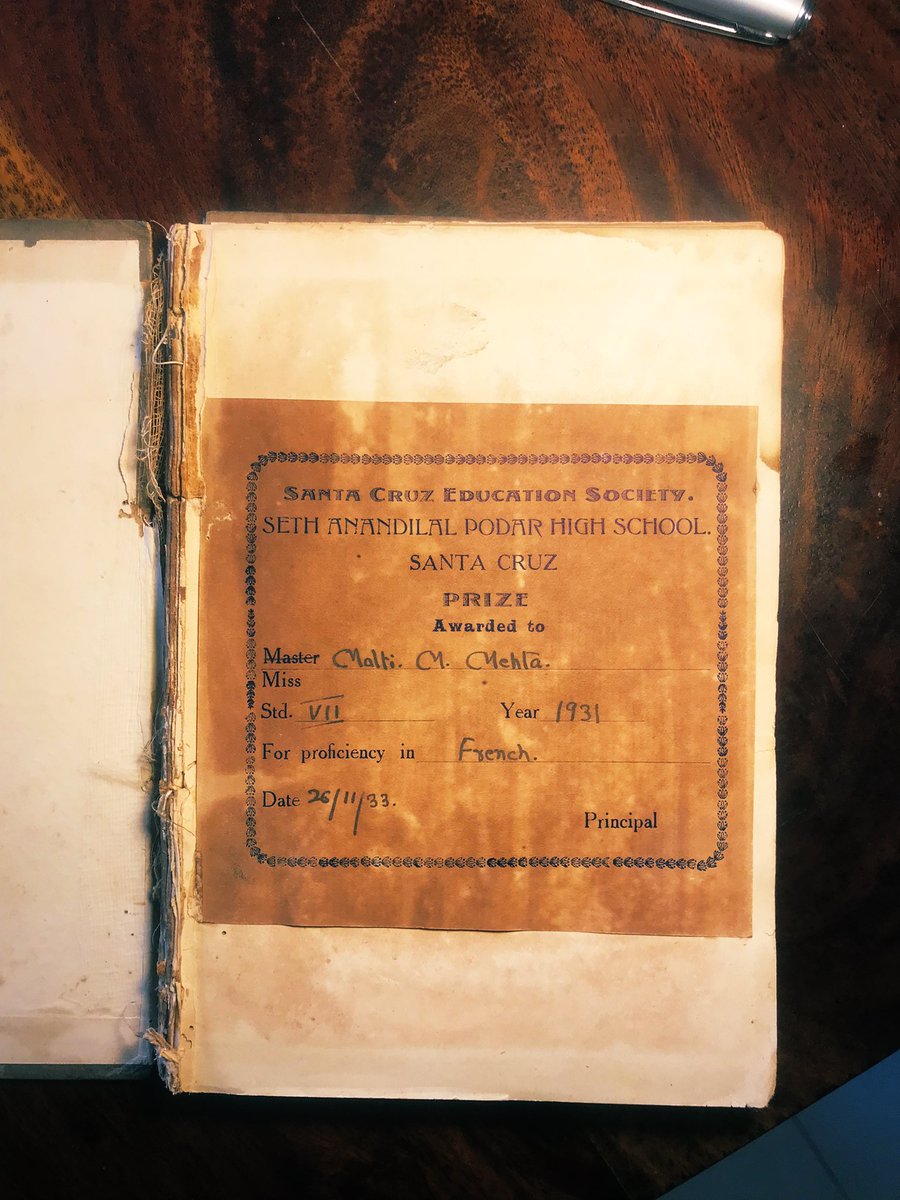 SANTA CRUZ EDUCATION SOCIETY.
SETH ANANDILAL PODAR HIGH SCHOOL.
SANTA CRUZ
PRIZE
Awarded to
Master Malti. M. Mehta.
Miss
Std. VII Year 1931
For proficiency in French.
Date 26/11/33.
Principal